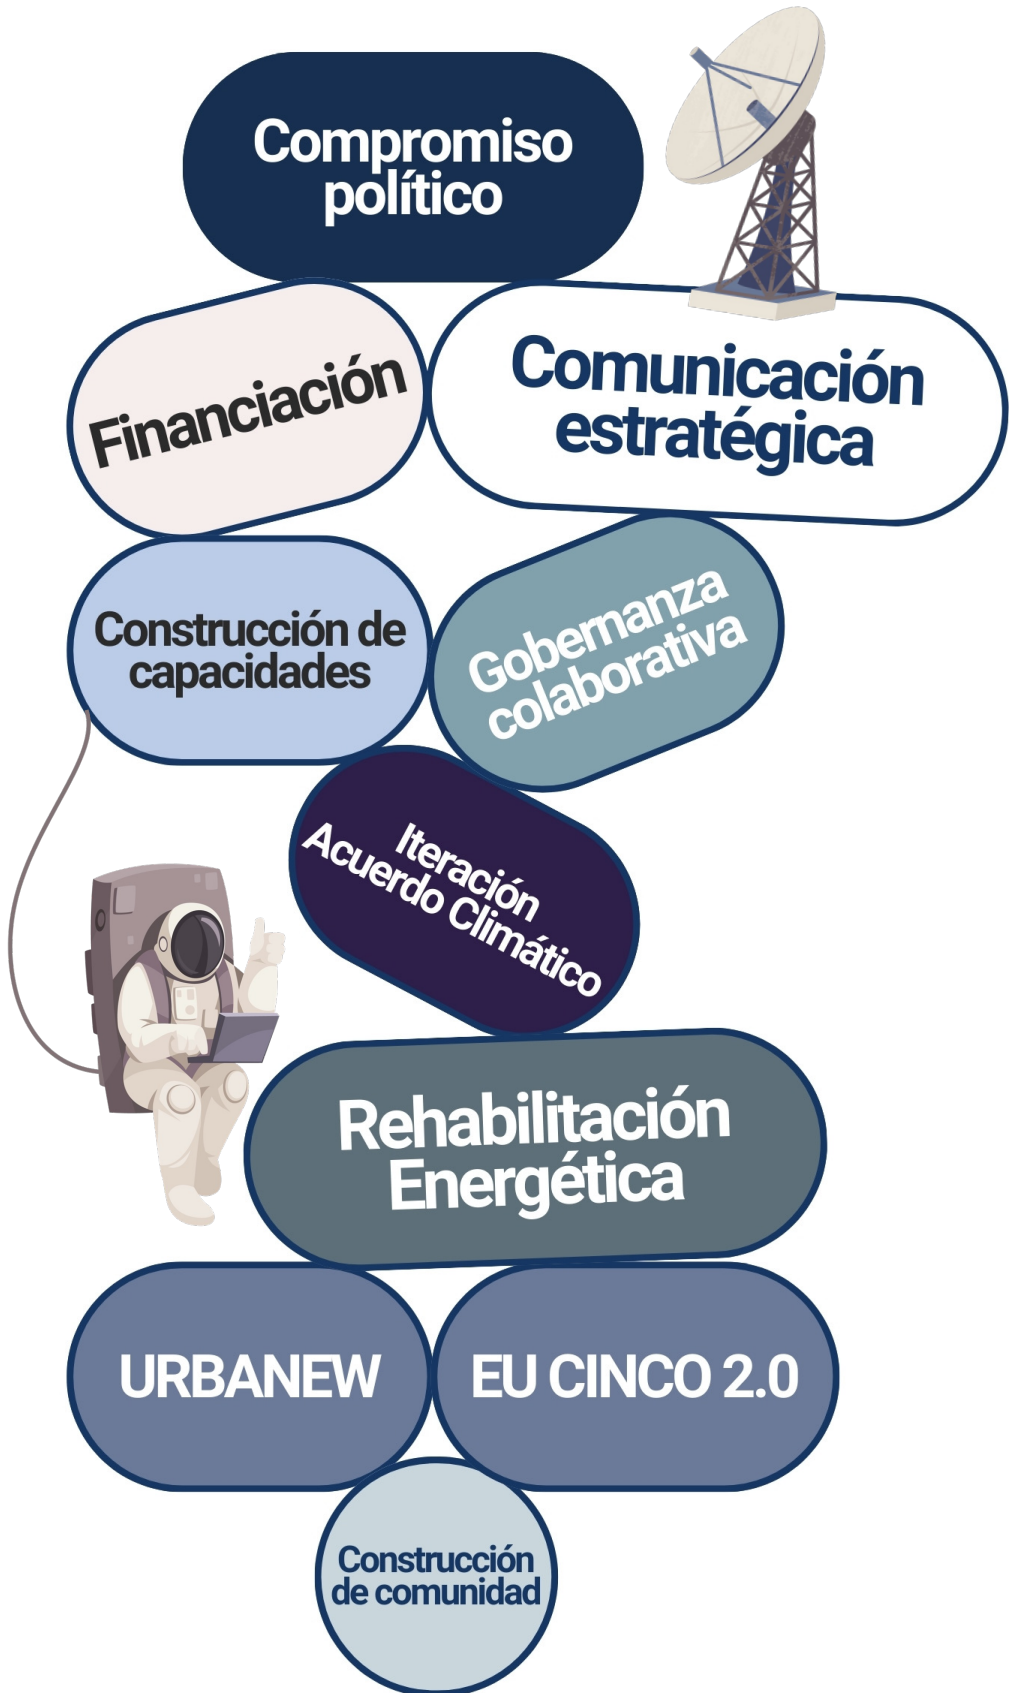 Compromiso
político
Financiación
Comunicación
estratégica
Construcción de
capacidades
Gobernanza
colaborativa
Iteración
Acuerdo Climático
Rehabilitación
Energética
URBANEW
EU CINCO 2.0
Construcción
de comunidad